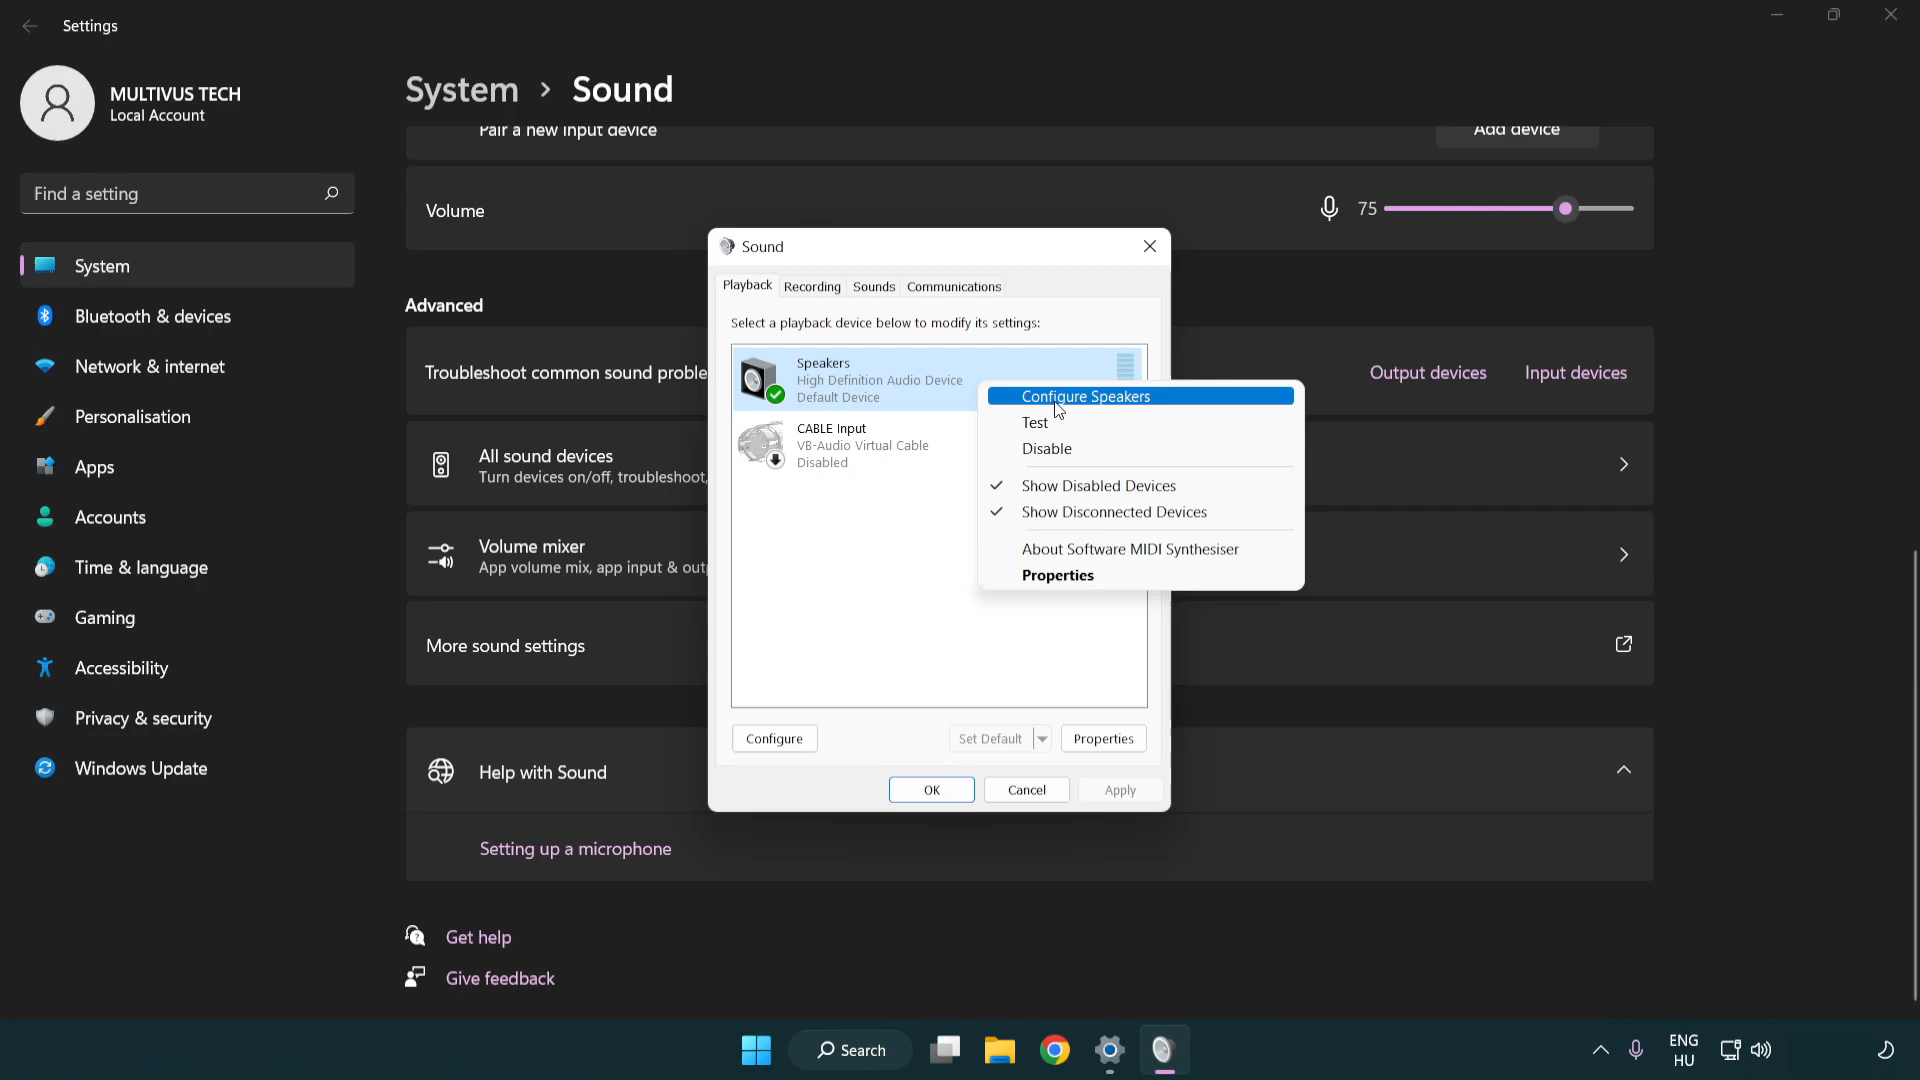 Settings
MULTIVUS TECH
Local Account
Find a setting
System
Bluetooth & devices
Network & internet
Personalisation
Apps
Accounts
Time & language
Gaming
Accessibility
Privacy & security
Windows Update
System > Sound
Pair a new input device
Add device
Volume
75
Advanced
Troubleshoot common sound proble
Output devices
Input devices
All sound devices
Turn devices on/off, troubleshoot,
Volume mixer
App volume mix, app input & out
More sound settings
Help with Sound
Setting up a microphone
Get help
Give feedback
Sound
Playback
Recording
Sounds
Communications
Select a playback device below to modify its settings:
Speakers
High Definition Audio Device
Default Device
CABLE Input
VB-Audio Virtual Cable
Disabled
Configure Speakers
Test
Disable
Show Disabled Devices
Show Disconnected Devices
About Software MIDI Synthesiser
Properties
Configure
Set Default
Properties
OK
Cancel
Apply
Search
ENG
HU